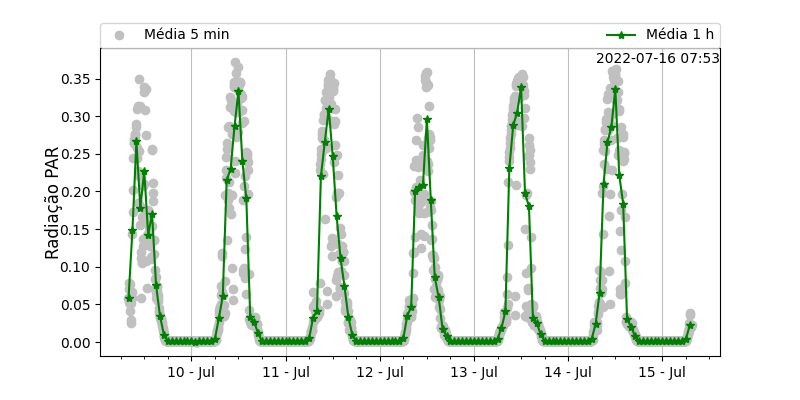 Média 5 min
Média 1 h
2022-07-16 07:53
Radiação PAR
0.35
0.30
0.25
0.20
0.15
0.10
0.05
0.00
10 - Jul
11 - Jul
12 - Jul
13 - Jul
14 - Jul
15 - Jul